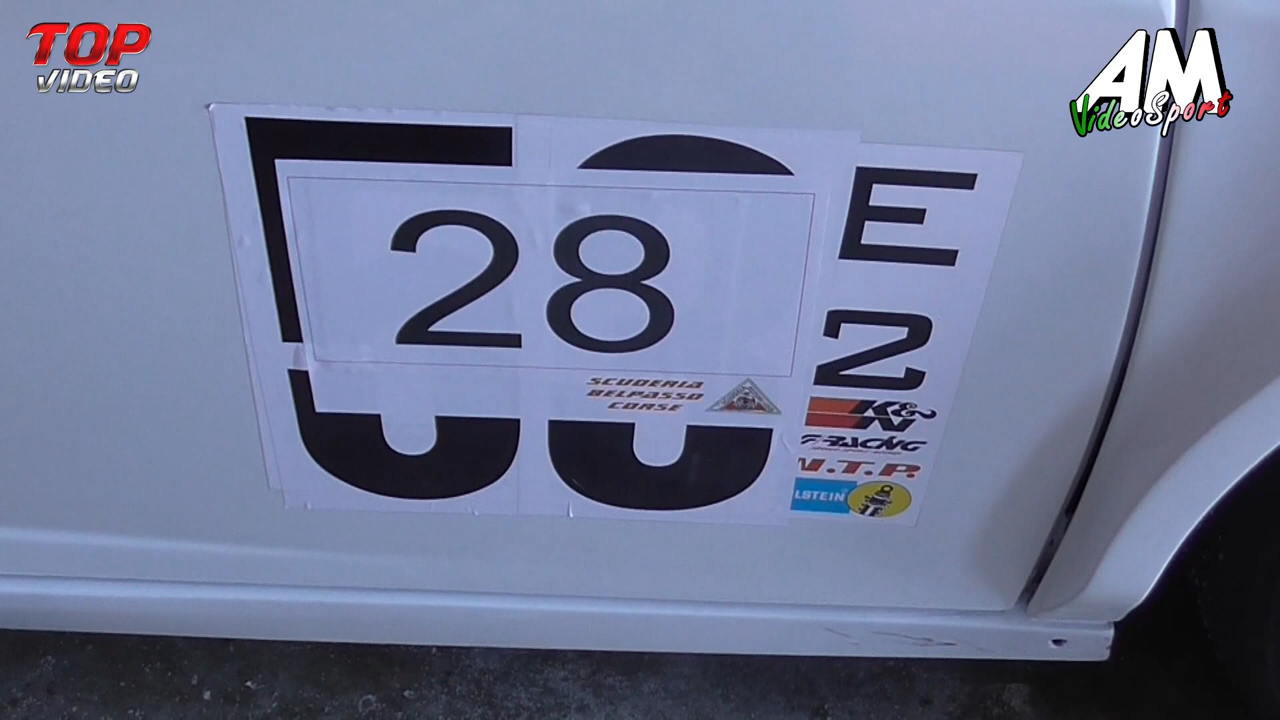 TOP
VIDEO
AM
VideoSport
28
E
2
SCUDERIA
BELPASSO
CORSE
K&N
RACING
N.T.P.
LSTEIN